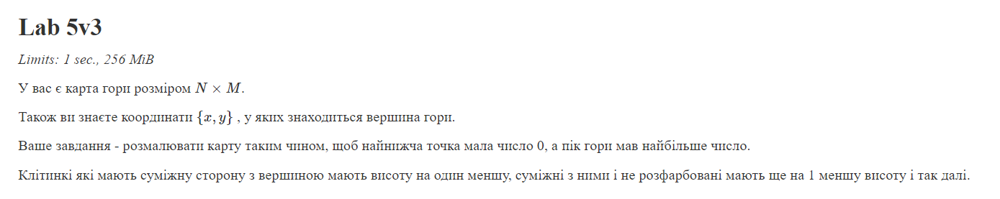 Lab 5v3
Limits: 1 sec., 256 MiB
У вас є карта гори розміром N × M.
Також ви знаєте координати {x, y} , у яких знаходиться вершина гори.
Ваше завдання - розмалювати карту таким чином, щоб найнижча точка мала число 0, а пік гори мав найбільше число.
Клітинкі які мають суміжну сторону з вершиною мають висоту на один меншу, суміжні з ними і не розфарбовані мають ще на 1 меншу висоту і так далі.